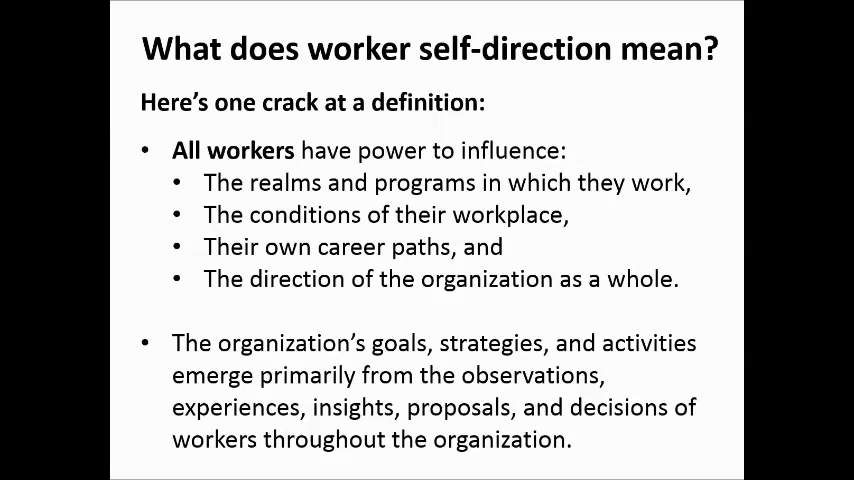 What does worker self-direction mean?
Here's one crack at a definition:
• All workers have power to influence:
• The realms and programs in which they work,
• The conditions of their workplace,
• Their own career paths, and
• The direction of the organization as a whole.
• The organization's goals, strategies, and activities
emerge primarily from the observations,
experiences, insights, proposals, and decisions of
workers throughout the organization.